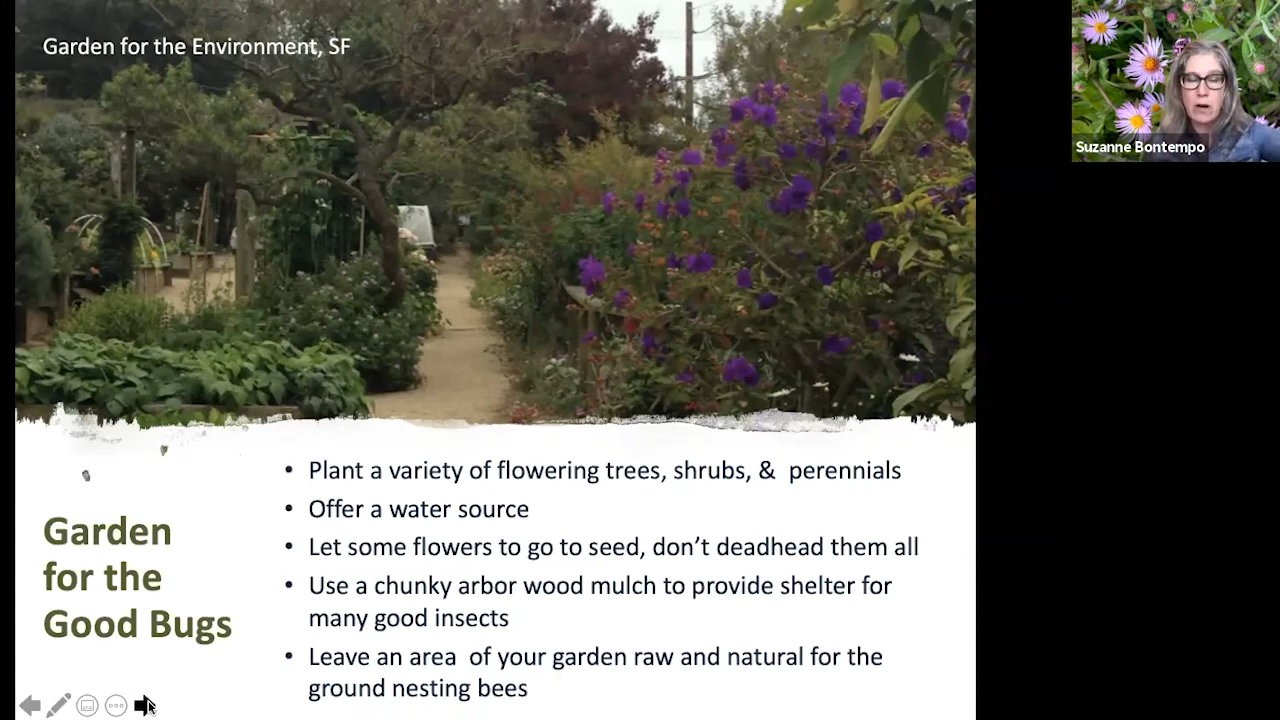 Garden for the Environment, SF
Suzanne Bontempo
Garden
for the
Good Bugs
• Plant a variety of flowering trees, shrubs, &  perennials
• Offer a water source
• Let some flowers to go to seed, don’t deadhead them all
• Use a chunky arbor wood mulch to provide shelter for
many good insects
• Leave an area  of your garden raw and natural for the
ground nesting bees